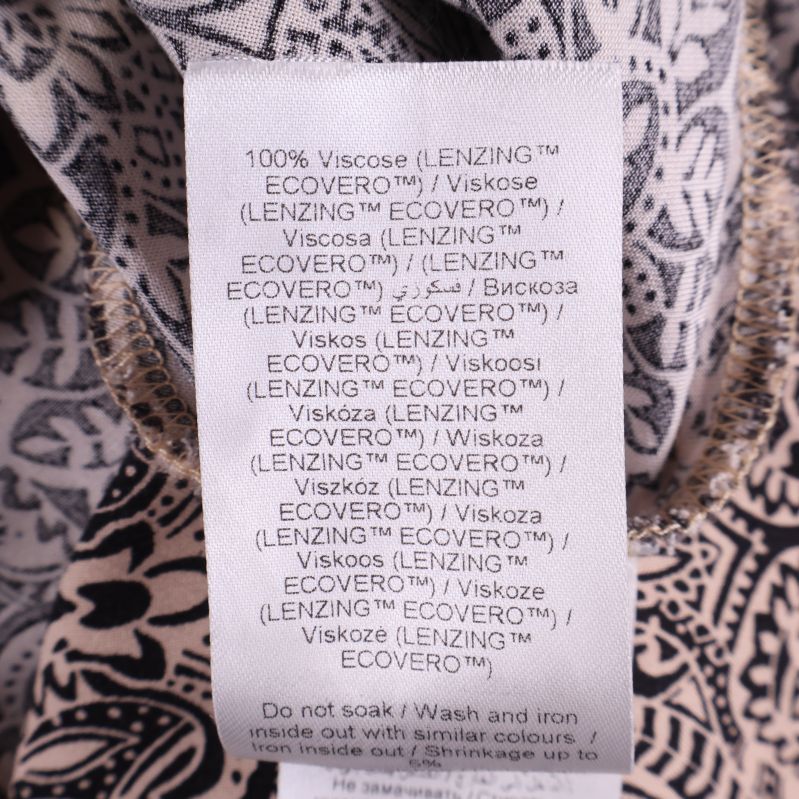 100% Viscose (LENZING™
ECOVERO™) / Viskose
(LENZING™ ECOVERO™) /
Viscosa (LENZING™
ECOVERO™) / (LENZING™
ECOVERO™) فسكوزي / Вискоза
(LENZING™ ECOVERO™) /
Viskos (LENZING™
ECOVERO™) / Viskoosi
(LENZING™ ECOVERO™) /
Viskóza (LENZING™
ECOVERO™) / Wiskoza
(LENZING™ ECOVERO™) /
Viszkóz (LENZING™
ECOVERO™) / Viskoza
(LENZING™ ECOVERO™) /
Viskoos (LENZING™
ECOVERO™) / Viskoze
(LENZING™ ECOVERO™) /
Viskozė (LENZING™
ECOVERO™)
Do not soak / Wash and iron
inside out with similar colours /
Iron inside out / Shrinkage up to
5%
Не замачивать /